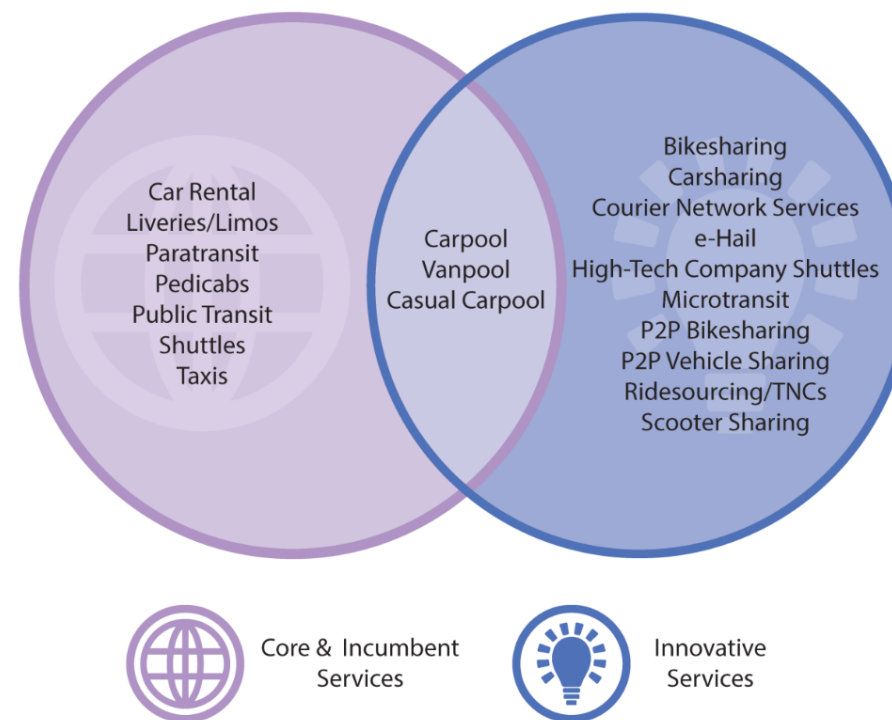 Car Rental
Liveries/Limos
Paratransit
Pedicabs
Public Transit
Shuttles
Taxis
Carpool
Vanpool
Casual Carpool
Bikesharing
Carsharing
Courier Network Services
e-Hail
High-Tech Company Shuttles
Microtransit
P2P Bikesharing
P2P Vehicle Sharing
Ridesourcing/TNCs
Scooter Sharing
Core & Incumbent
Services
Innovative
Services